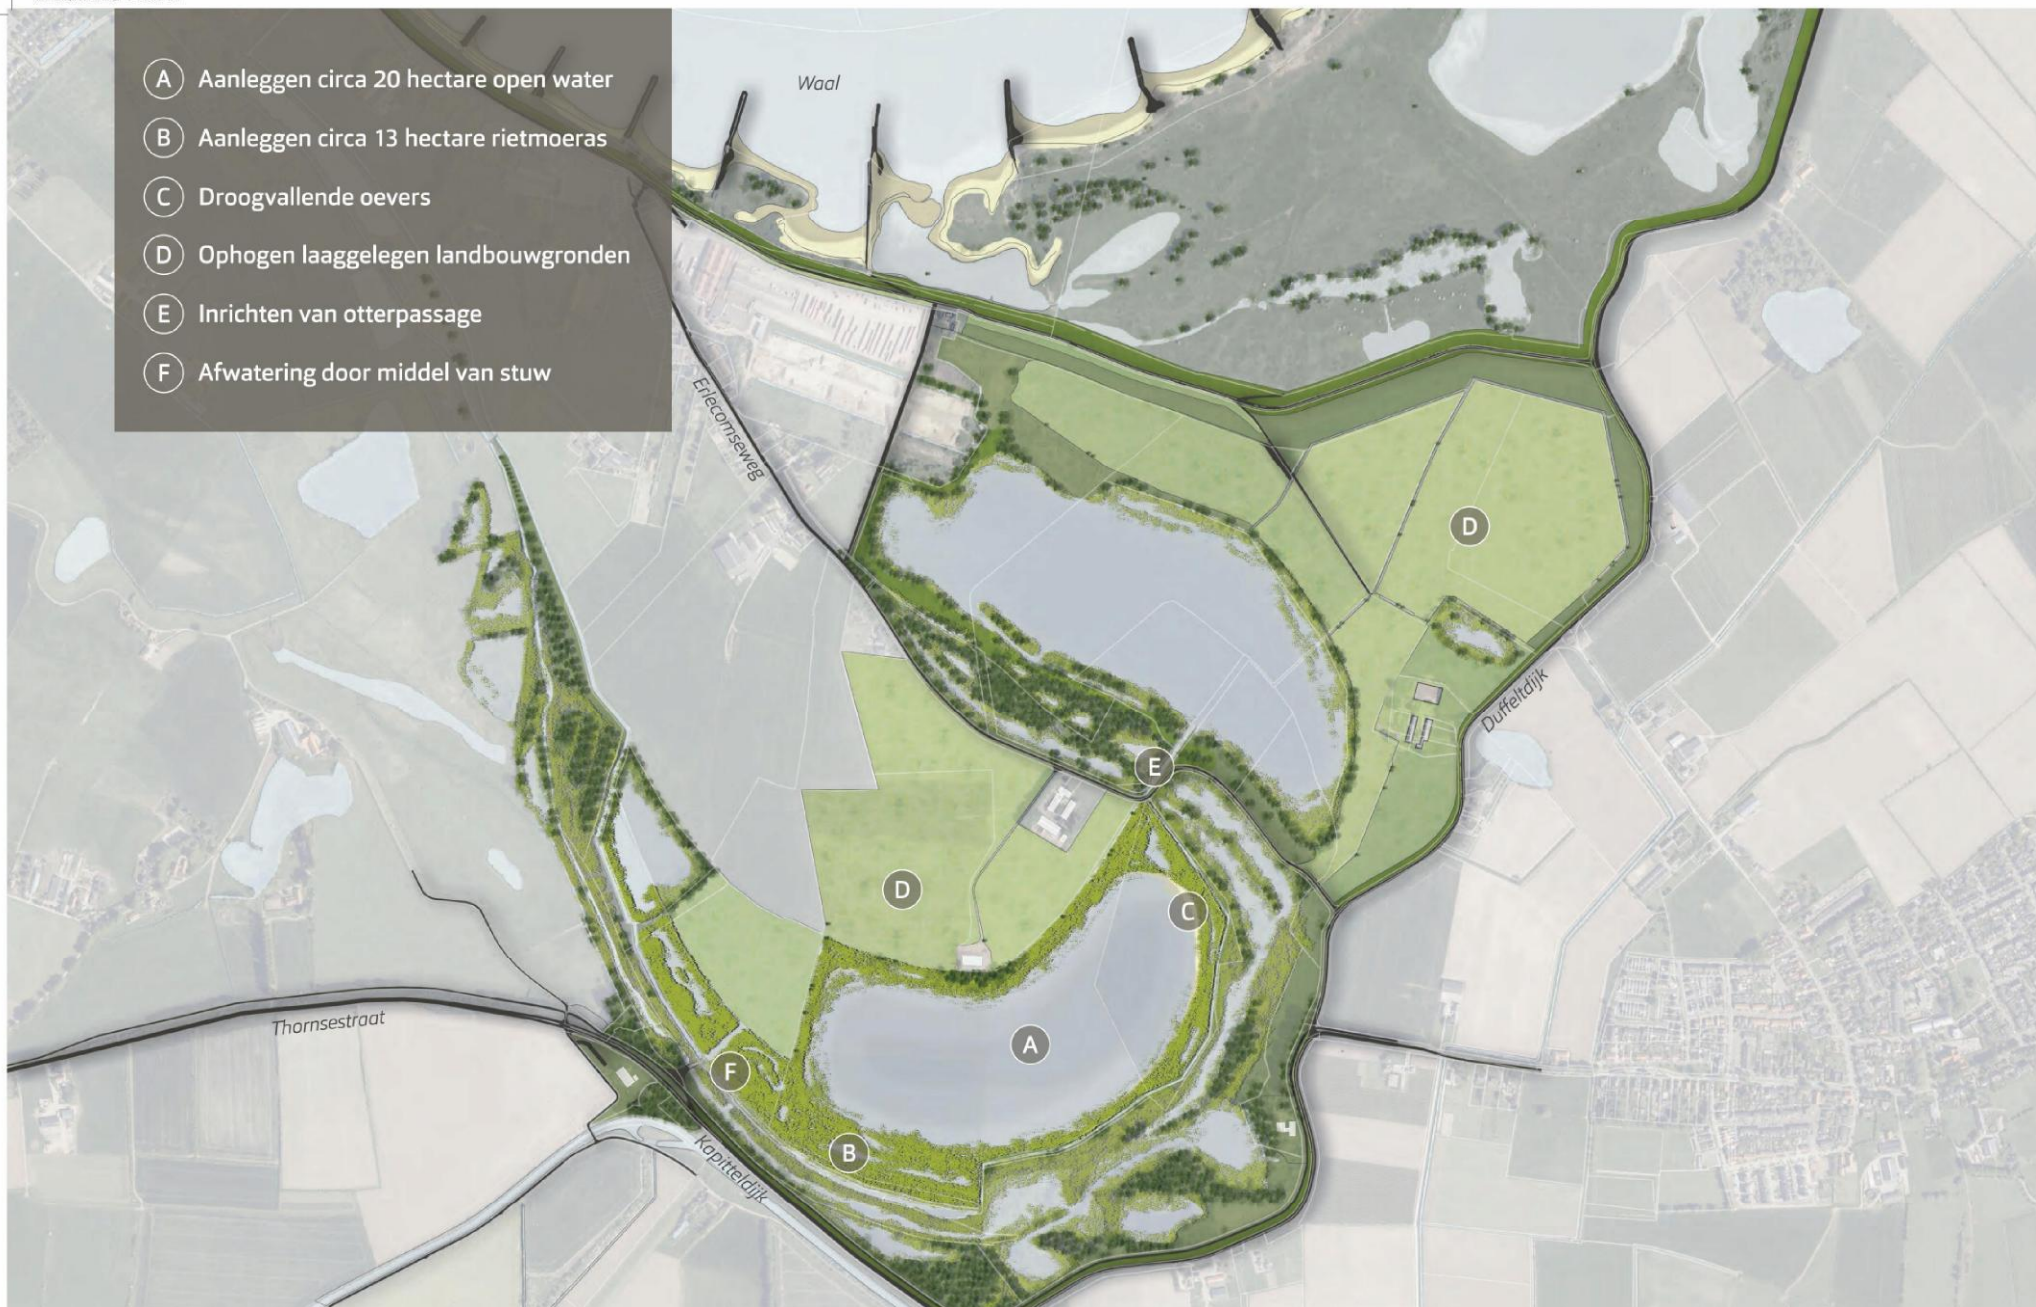 A Aanleggen circa 20 hectare open water
B Aanleggen circa 13 hectare rietmoeras
C Droogvallende oevers
D Ophogen laaggelegen landbouwgronden
E Inrichten van otterpassage
F Afwatering door middel van stuw
Waal
Erlecomseweg
D
Duffeltdijk
E
D
C
Thornsestraat
A
F
B
Kapitteldijk